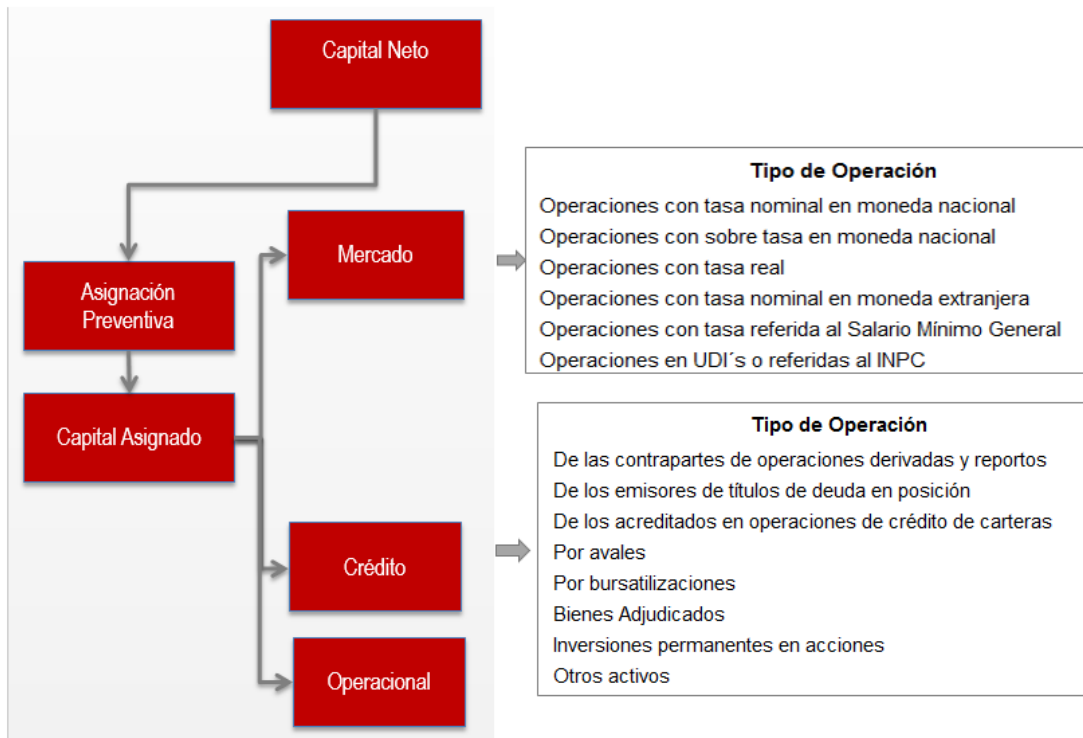 Capital Neto
Asignación
Preventiva
Capital Asignado
Mercado
Crédito
Operacional
Tipo de Operación
Operaciones con tasa nominal en moneda nacional
Operaciones con sobre tasa en moneda nacional
Operaciones con tasa real
Operaciones con tasa nominal en moneda extranjera
Operaciones con tasa referida al Salario Mínimo General
Operaciones en UDI´s o referidas al INPC
Tipo de Operación
De las contrapartes de operaciones derivadas y reportos
De los emisores de títulos de deuda en posición
De los acreditados en operaciones de crédito de carteras
Por avales
Por bursatilizaciones
Bienes Adjudicados
Inversiones permanentes en acciones
Otros activos